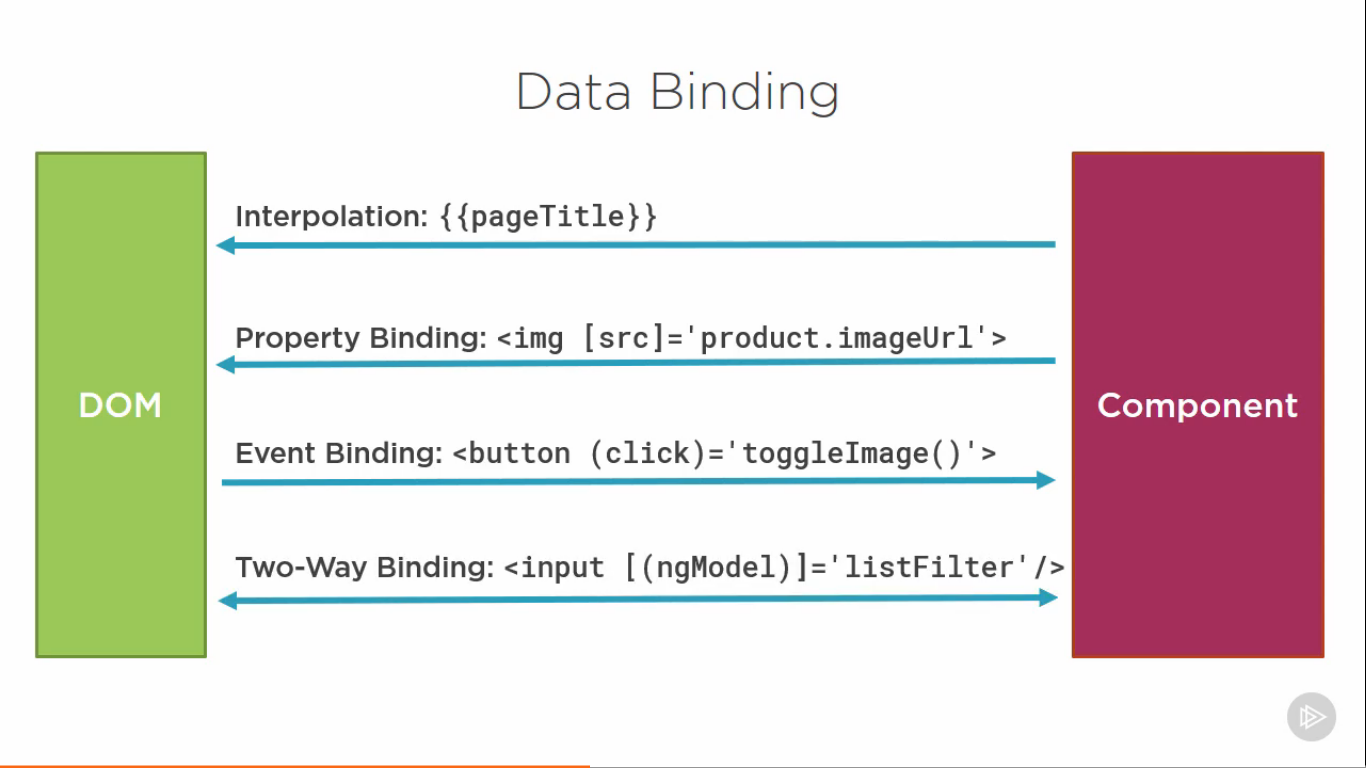 Data Binding
Interpolation: {{pageTitle}}
Property Binding: <img [src]='product.imageUrl'>
DOM
Component
Event Binding: <button (click)='toggleImage()'>
Two-Way Binding: <input [(ngModel)]='listFilter'/>